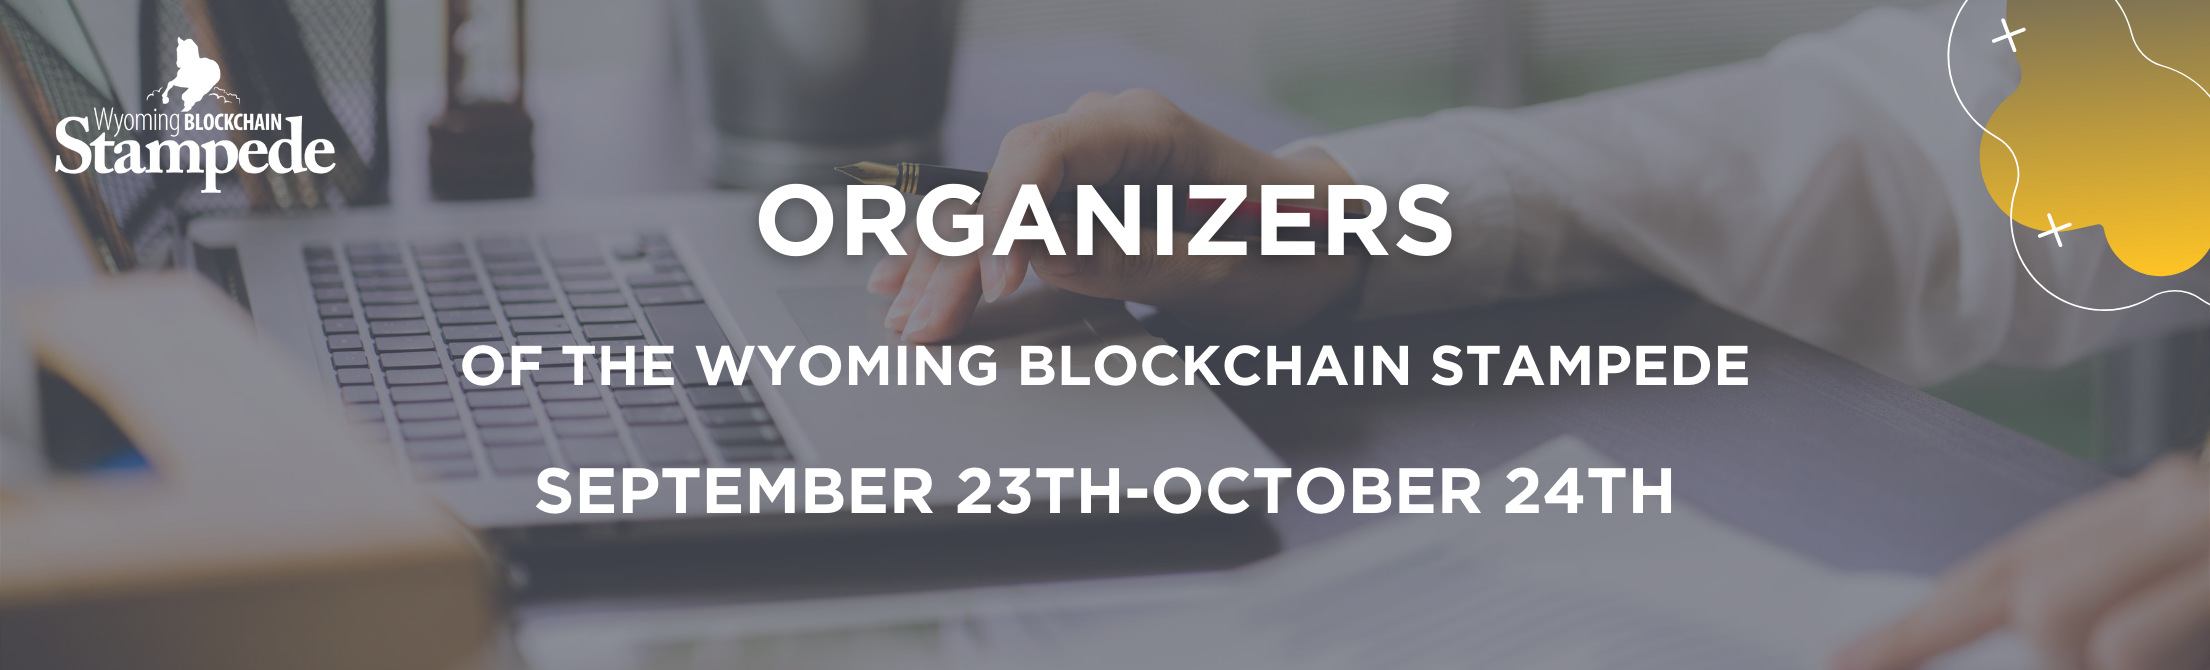 Wyoming BLOCKCHAIN
Stampede
ORGANIZERS
OF THE WYOMING BLOCKCHAIN STAMPEDE
SEPTEMBER 23TH-OCTOBER 24TH